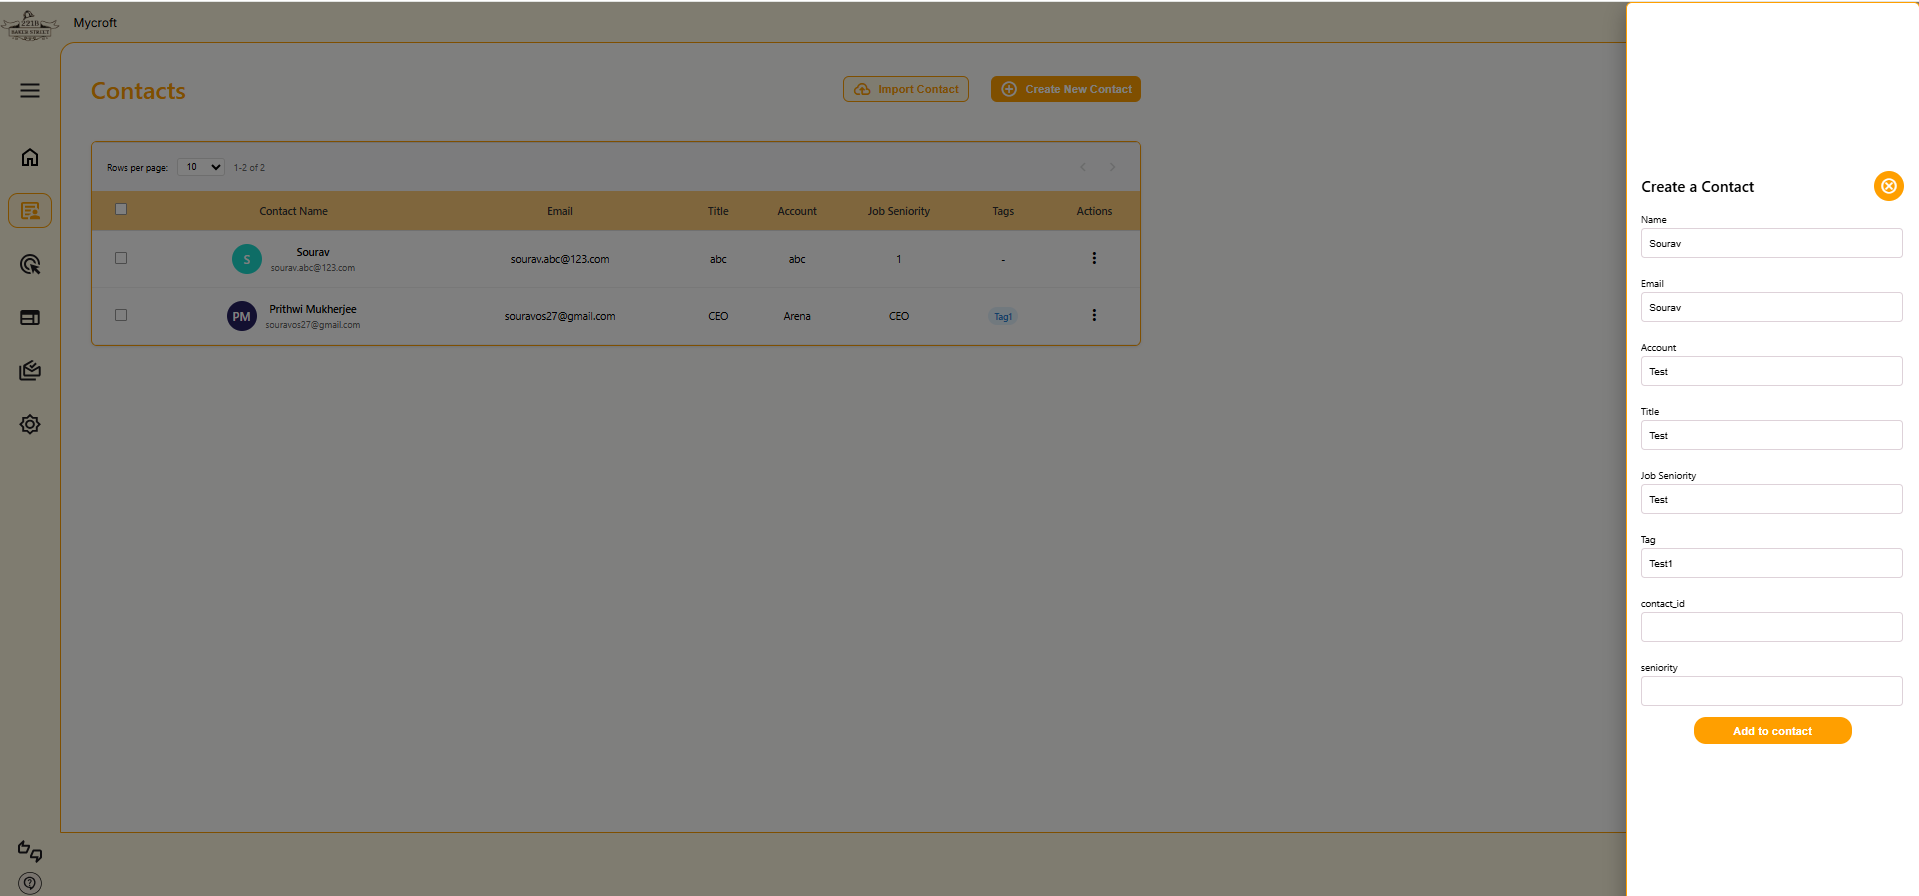 221B
BAKER STREET
Mycroft
Contacts
Import Contact
Create New Contact
Rows per page: 10 1-2 of 2
Contact Name Email Title Account Job Seniority Tags Actions
S Sourav sourav.abc@123.com abc abc 1 -
sourav.abc@123.com
PM Prithwi Mukherjee souravos27@gmail.com CEO Arena CEO Tag1
souravos27@gmail.com
Create a Contact
Name
Sourav
Email
Sourav
Account
Test
Title
Test
Job Seniority
Test
Tag
Test1
contact_id
seniority
Add to contact